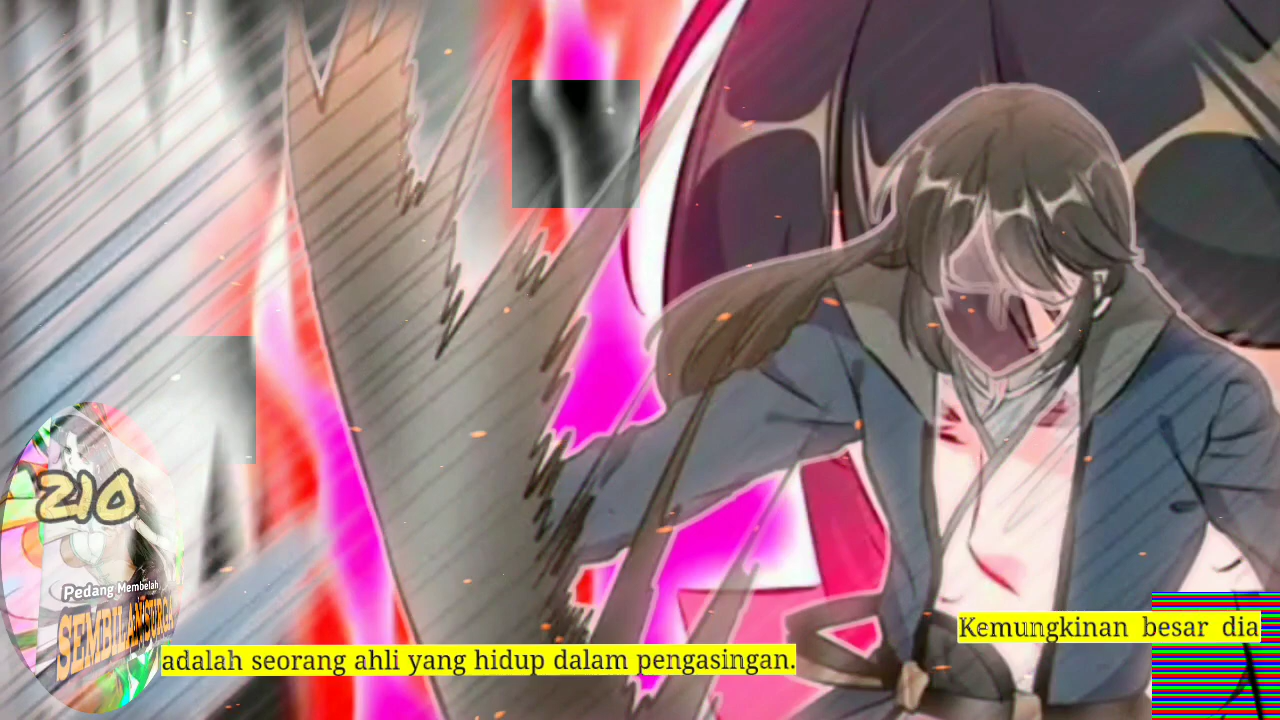 210
Pedang Membelah
SEMBILAN SURGA
Kemungkinan besar dia
adalah seorang ahli yang hidup dalam pengasingan.